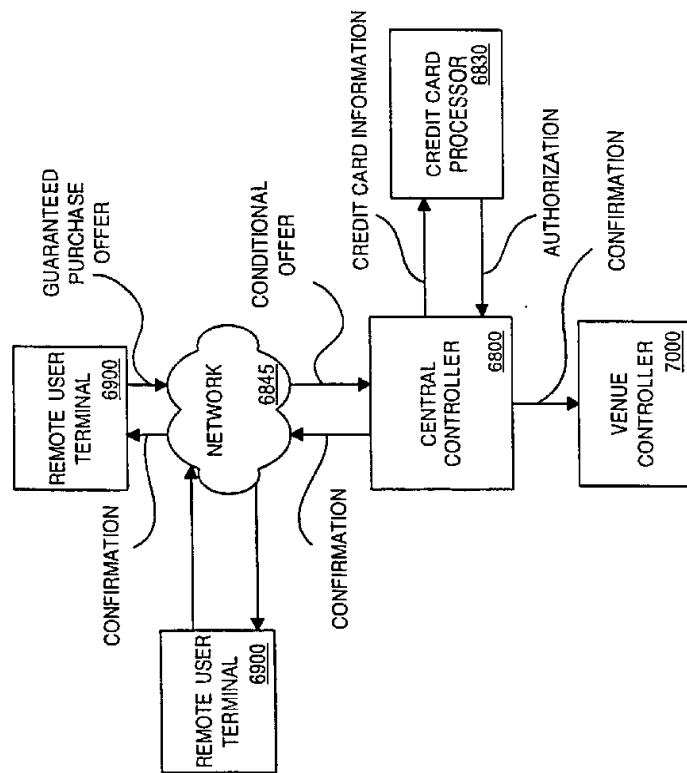 GUARANTEED
PURCHASE
OFFER
REMOTE USER
TERMINAL
6900
CONFIRMATION
REMOTE USER
TERMINAL
6900
NETWORK
6845
CONDITIONAL
OFFER
CONFIRMATION
CREDIT CARD INFORMATION
CENTRAL
CONTROLLER
6800
CREDIT CARD
PROCESSOR
6830
AUTHORIZATION
CONFIRMATION
VENUE
CONTROLLER
7000